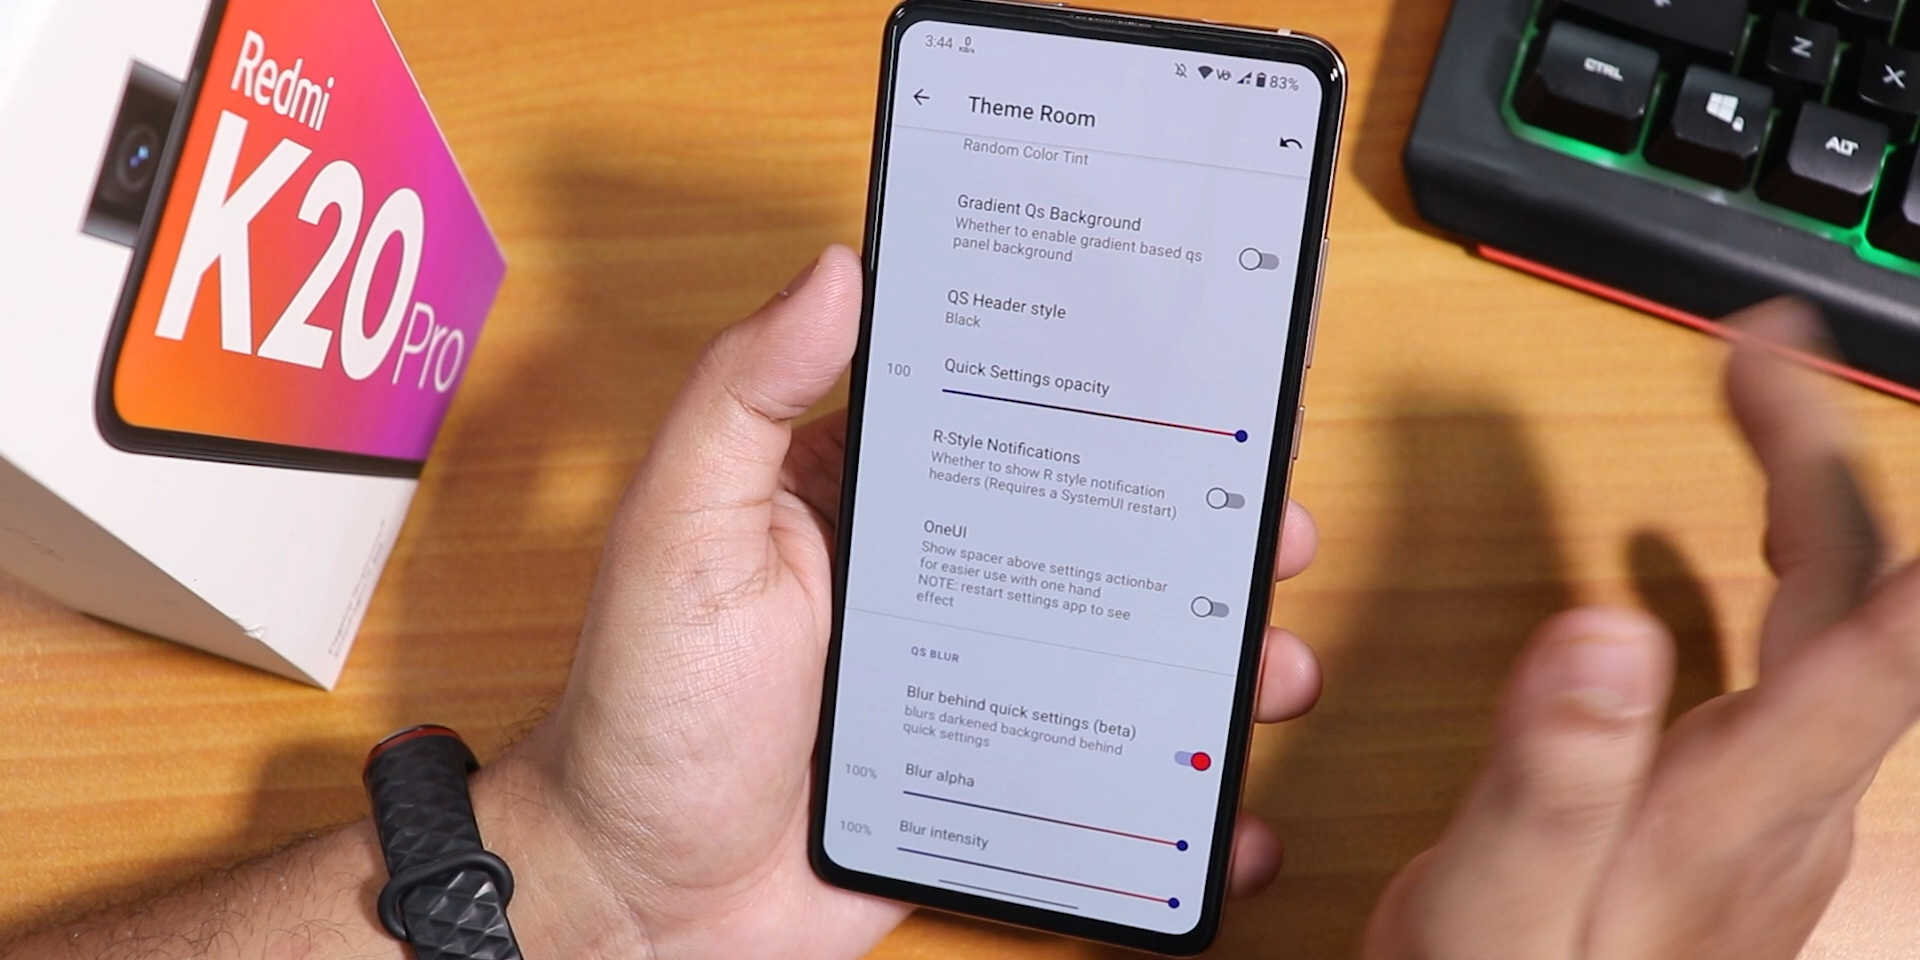 Redmi
K20 Pro
3:44 0 KB/s
83%
Theme Room
Random Color Tint
Gradient Qs Background
Whether to enable gradient based qs
panel background
QS Header style
Black
100
Quick Settings opacity
R-Style Notifications
Whether to show R style notification
headers (Requires a SystemUI restart)
OneUI
Show spacer above settings actionbar
for easier use with one hand
NOTE: restart settings app to see
effect
QS BLUR
Blur behind quick settings (beta)
blurs darkened background behind
quick settings
100%
Blur alpha
100%
Blur intensity
CTRL
ALT
Z
X